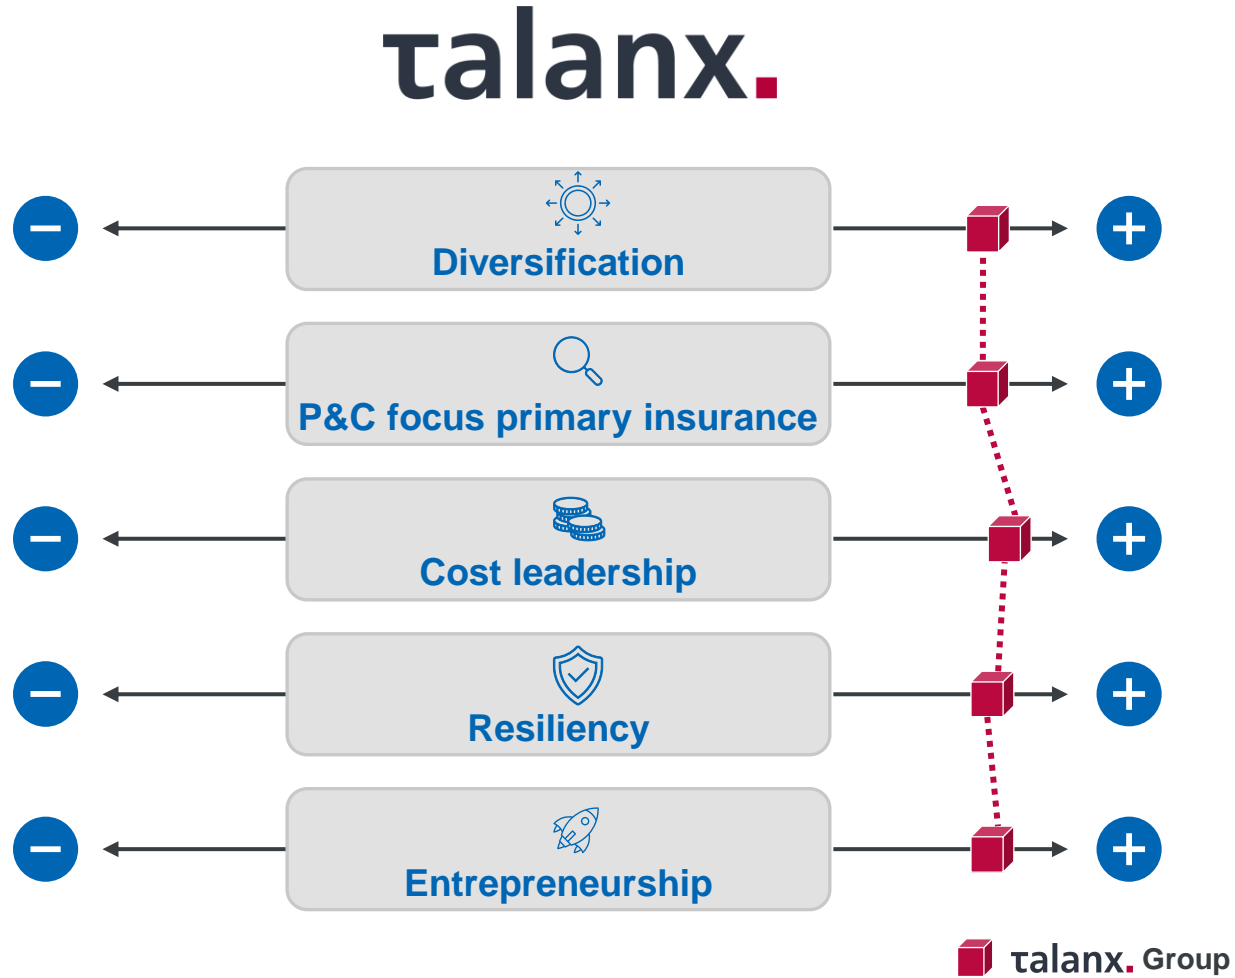 talanx.
Diversification
P&C focus primary insurance
Cost leadership
Resiliency
Entrepreneurship
talanx. Group